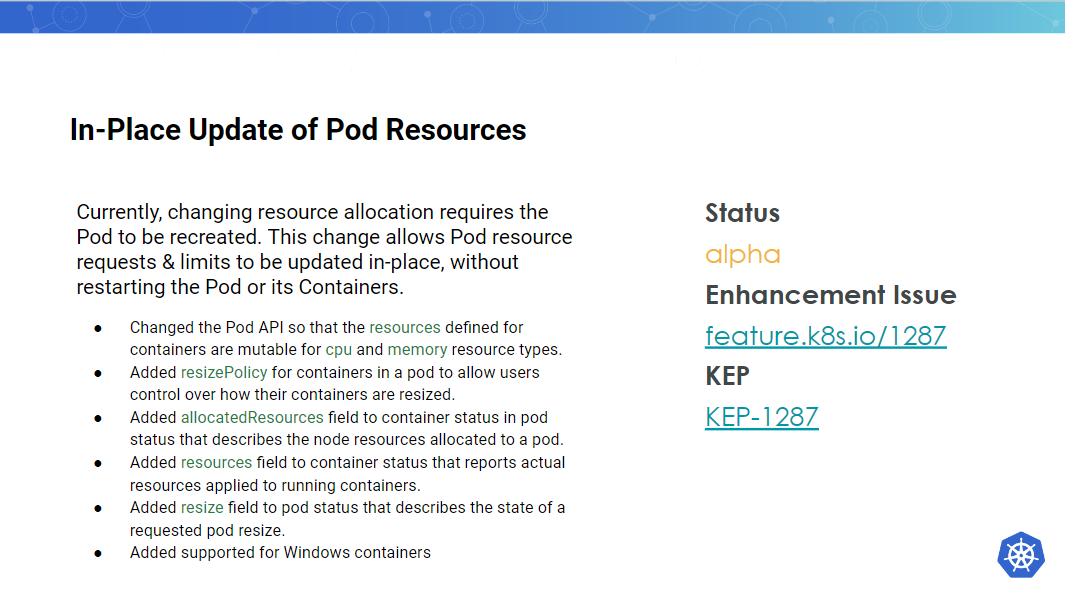 In-Place Update of Pod Resources
Currently, changing resource allocation requires the
Pod to be recreated. This change allows Pod resource
requests & limits to be updated in-place, without
restarting the Pod or its Containers.
● Changed the Pod API so that the resources defined for
containers are mutable for cpu and memory resource types.
● Added resizePolicy for containers in a pod to allow users
control over how their containers are resized.
● Added allocatedResources field to container status in pod
status that describes the node resources allocated to a pod.
● Added resources field to container status that reports actual
resources applied to running containers.
● Added resize field to pod status that describes the state of a
requested pod resize.
● Added supported for Windows containers
Status
alpha
Enhancement Issue
feature.k8s.io/1287
KEP
KEP-1287